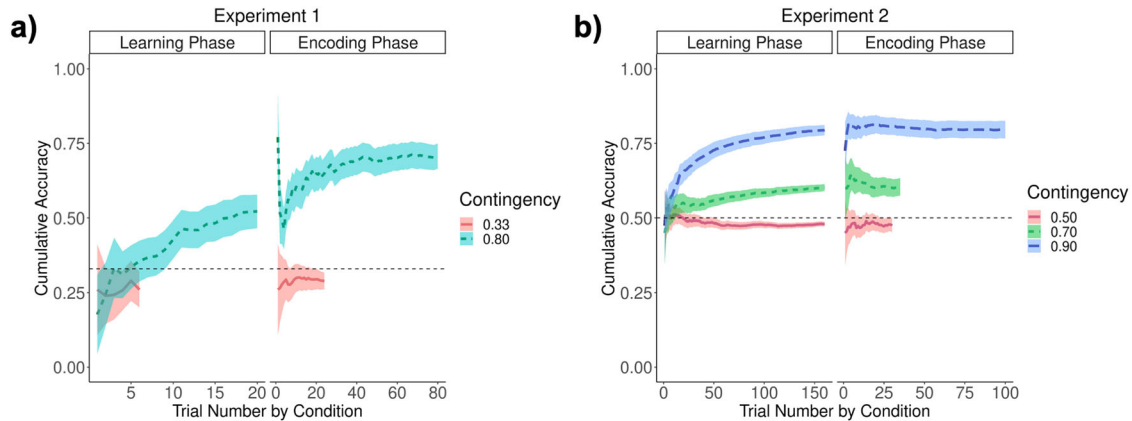 a)
Experiment 1
Learning Phase
Encoding Phase
1.00
0.75
0.50
0.25
0.00
Cumulative Accuracy
5 10 15 20
0 20 40 60 80
Trial Number by Condition
Contingency
0.33
0.80
b)
Experiment 2
Learning Phase
Encoding Phase
1.00
0.75
0.50
0.25
0.00
Cumulative Accuracy
0 50 100 150
0 25 50 75 100
Trial Number by Condition
Contingency
0.50
0.70
0.90